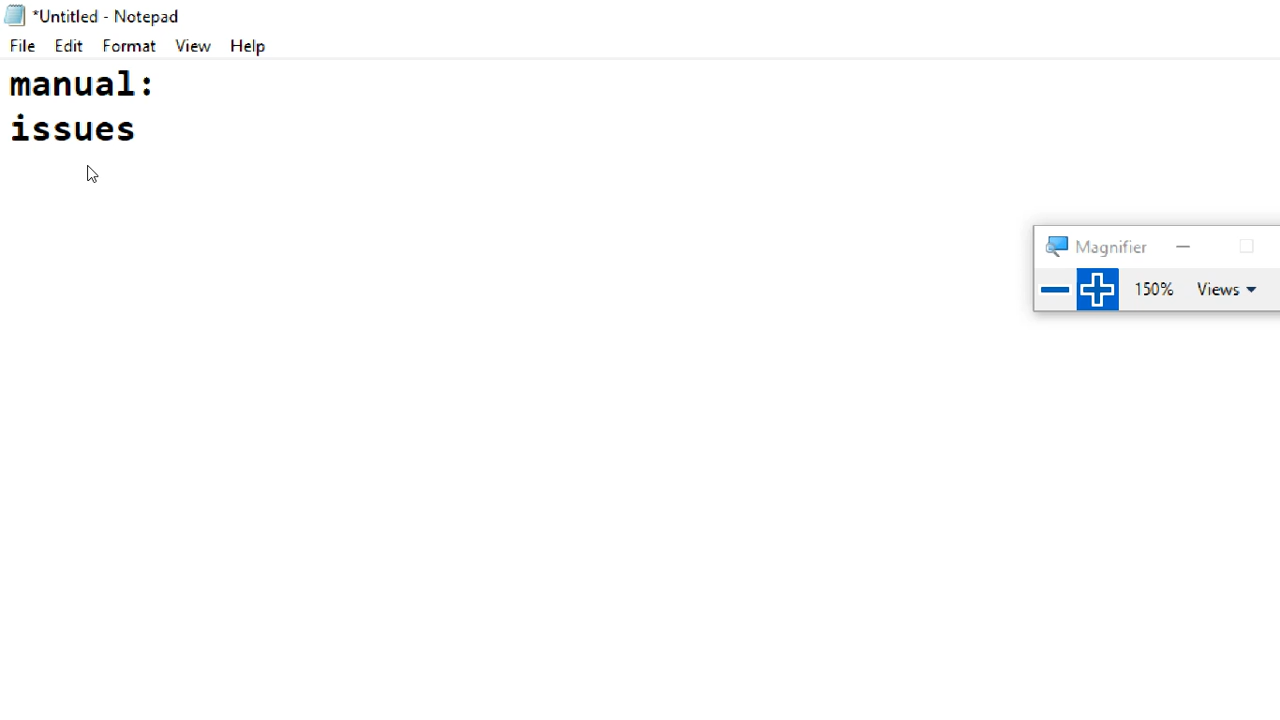 *Untitled - Notepad
File Edit Format View Help
manual:
issues
Magnifier
150% Views